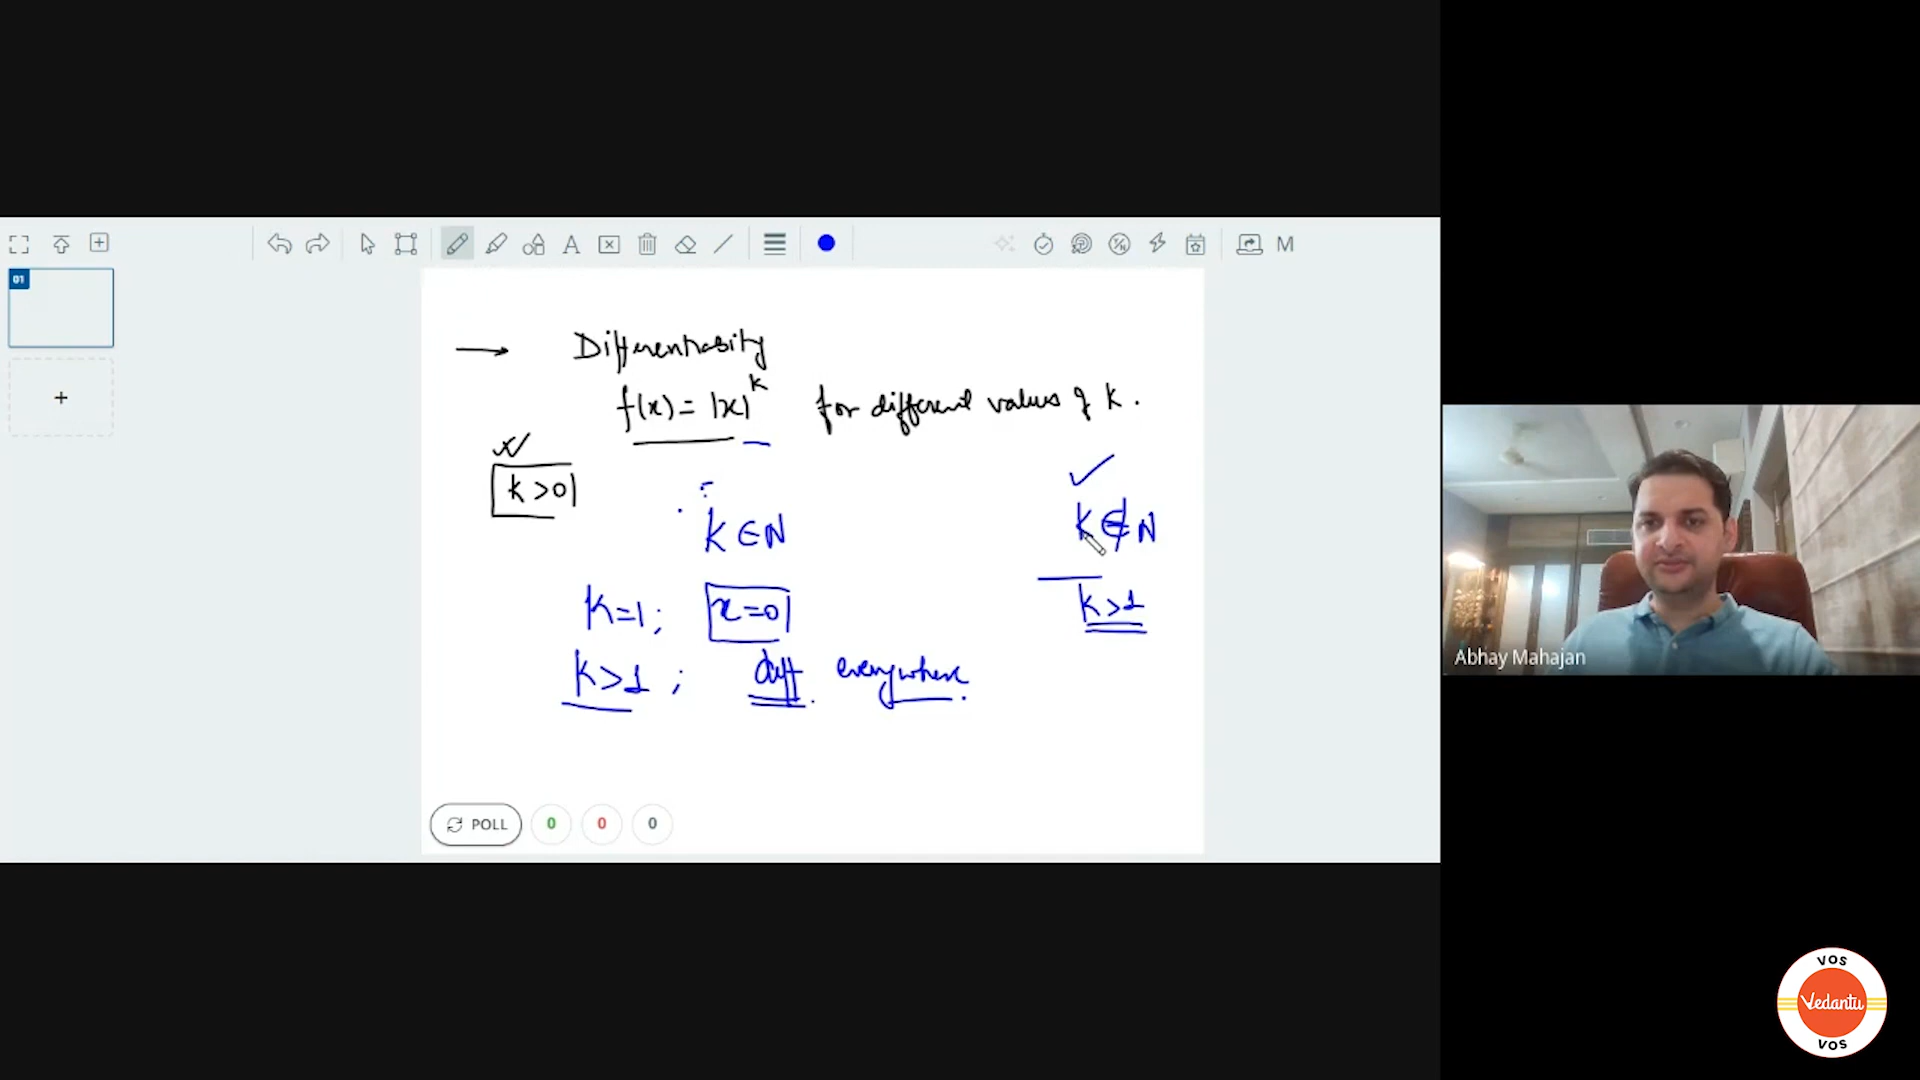 M
01
→ Differentiability
f(x) = |x|^k for different values of k.
k > 0
k ∈ N
k ∉ N
k = 1 ; x = 0
k > 1
k > 1 ; diff. everywhere.
+
POLL 0 0 0
Abhay Mahajan
VOS
Vedantu
VOS